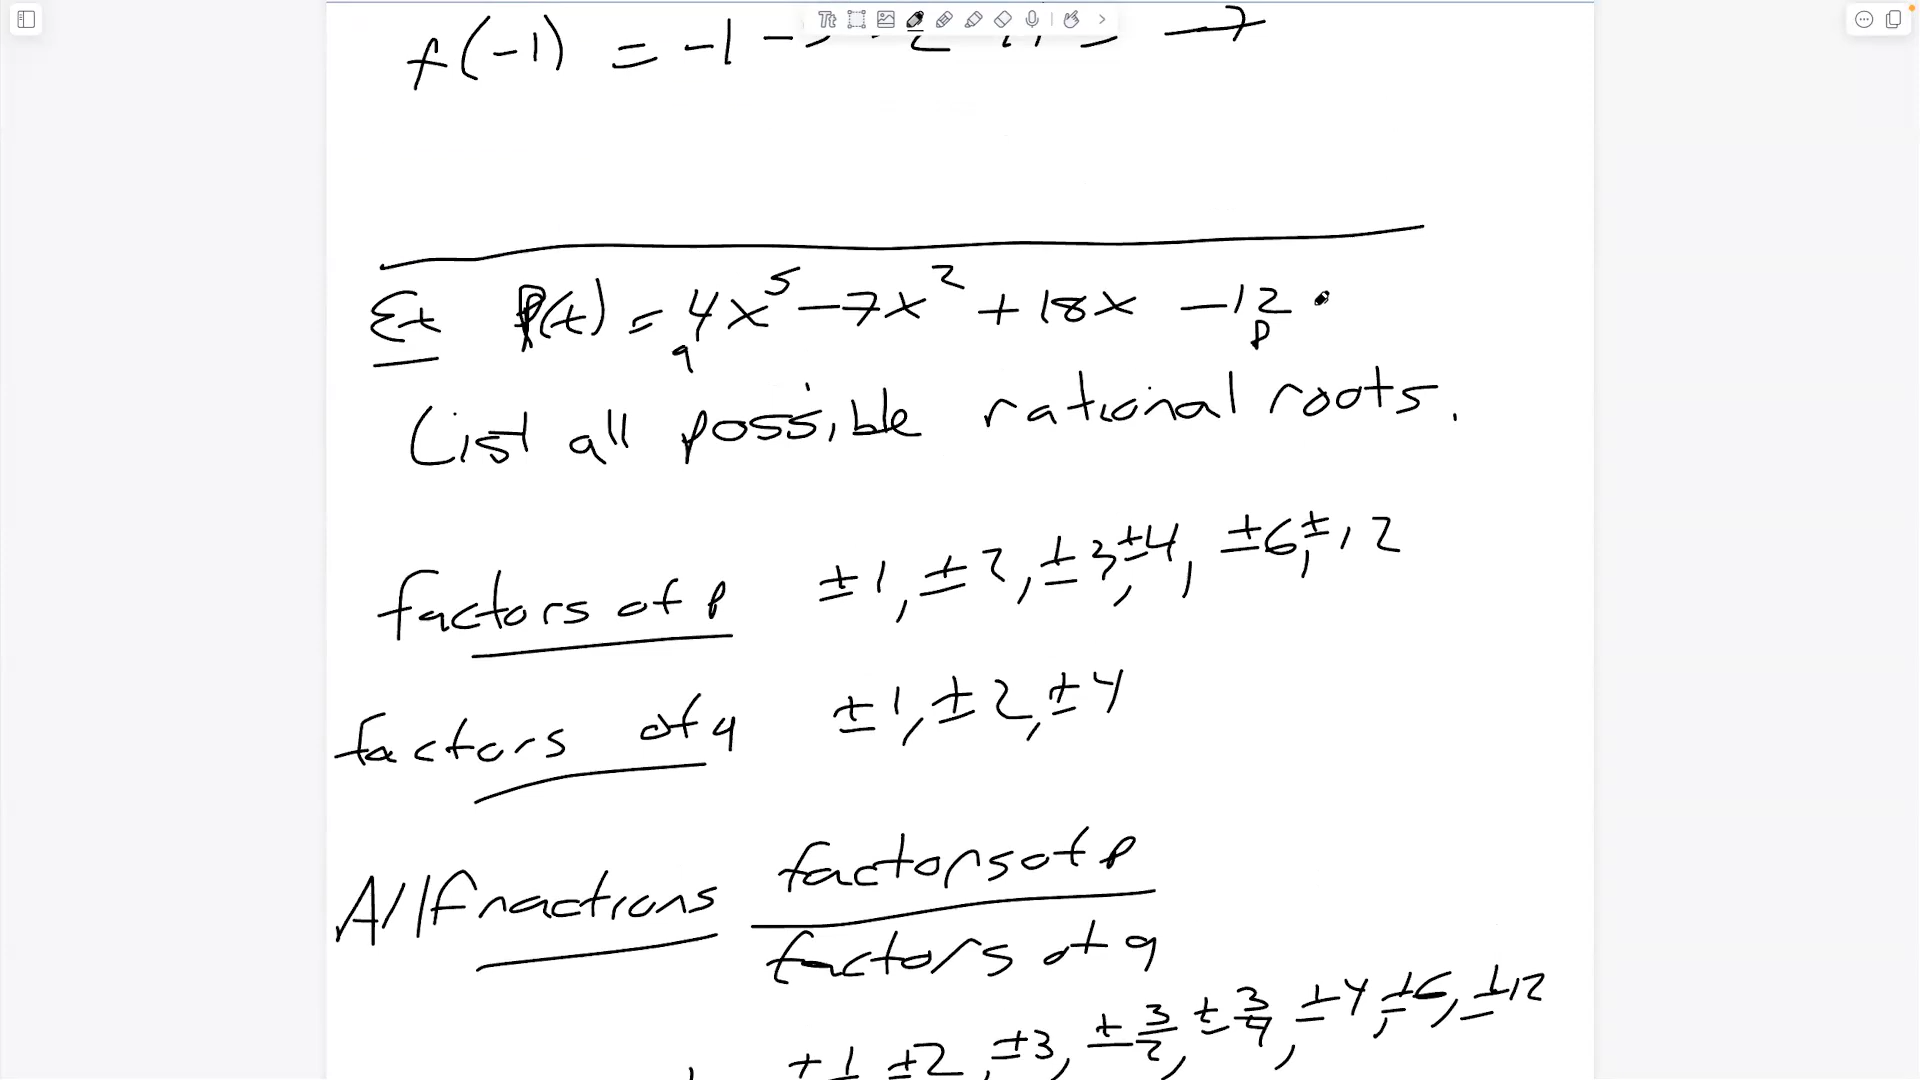 f(-1) = -1 - = -7
Ex P(t) = 4x^5 - 7x^2 + 18x - 12
q p
List all possible rational roots.
factors of p ±1, ±2, ±3, ±4, ±6, ±12
factors of q ±1, ±2, ±4
All fractions factors of p
factors of q
±1 ±2, ±3, ±3/2, ±3/4, ±4, ±6, ±12